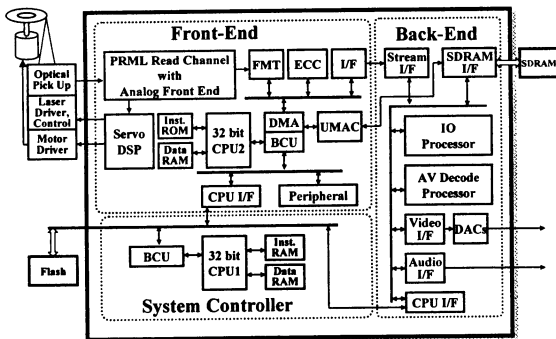 Front-End
Back-End
Optical
Pick Up
Laser
Driver,
Control
Motor
Driver
PRML Read Channel
with
Analog Front End
FMT
ECC
I/F
Stream
I/F
SDRAM
I/F
SDRAM
Servo
DSP
Inst.
ROM
Data
RAM
32 bit
CPU2
DMA
BCU
UMAC
IO
Processor
AV Decode
Processor
CPU I/F
Peripheral
Video
I/F
DACs
Audio
I/F
CPU I/F
Flash
BCU
32 bit
CPU1
Inst.
RAM
Data
RAM
System Controller